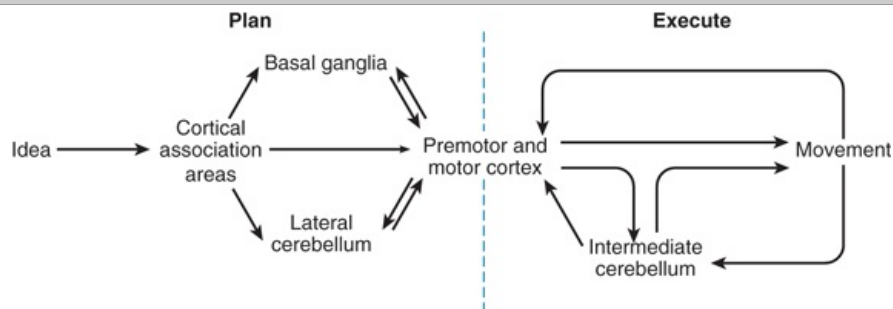 Plan
Execute
Basal ganglia
Idea
Cortical
association
areas
Premotor and
motor cortex
Movement
Lateral
cerebellum
Intermediate
cerebellum